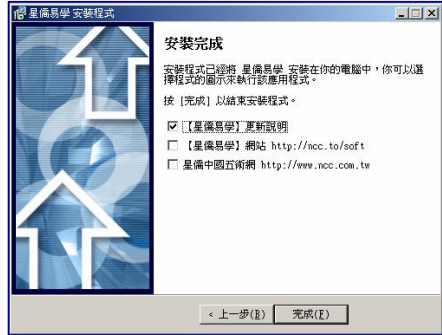 星僑易學 安裝程式
安裝完成
安裝程式已經將 星僑易學 安裝在你的電腦中，你可以選
擇程式的圖示來執行該應用程式。
按 [完成] 以結束安裝程式。
【星僑易學】更新說明
【星僑易學】網站 http://ncc.to/soft
星僑中國五術網 http://www.ncc.com.tw
< 上一步(B)
完成(F)